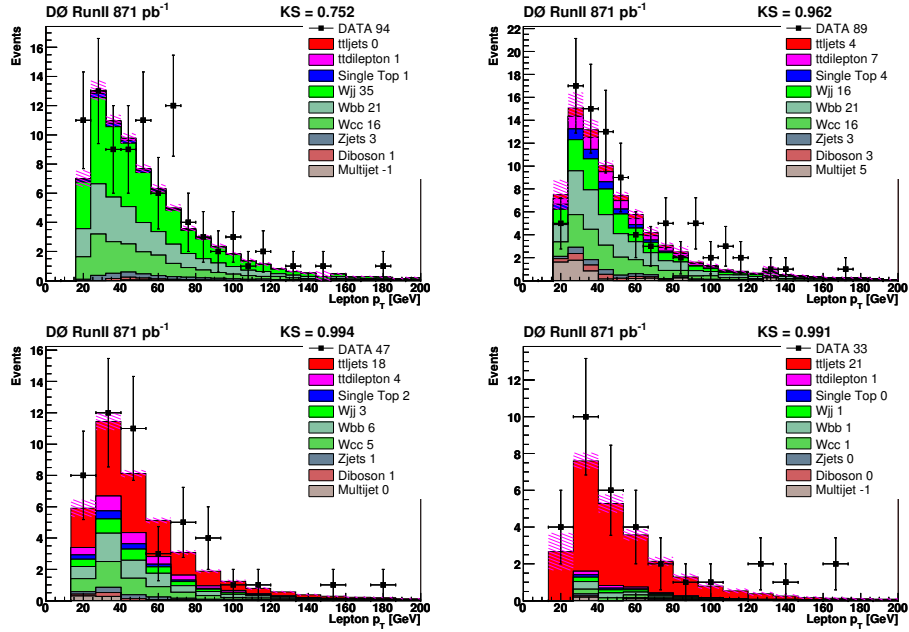 DØ RunII 871 pb-1 KS = 0.752
Events
16
14
12
10
8
6
4
2
0
DATA 94
ttljets 0
ttdilepton 1
Single Top 1
Wjj 35
Wbb 21
Wcc 16
Zjets 3
Diboson 1
Multijet -1
0 20 40 60 80 100 120 140 160 180 200
Lepton pT [GeV]
DØ RunII 871 pb-1 KS = 0.962
Events
22
20
18
16
14
12
10
8
6
4
2
0
DATA 89
ttljets 4
ttdilepton 7
Single Top 4
Wjj 16
Wbb 21
Wcc 16
Zjets 3
Diboson 3
Multijet 5
0 20 40 60 80 100 120 140 160 180 200
Lepton pT [GeV]
DØ RunII 871 pb-1 KS = 0.994
Events
16
14
12
10
8
6
4
2
0
DATA 47
ttljets 18
ttdilepton 4
Single Top 2
Wjj 3
Wbb 6
Wcc 5
Zjets 1
Diboson 1
Multijet 0
0 20 40 60 80 100 120 140 160 180 200
Lepton pT [GeV]
DØ RunII 871 pb-1 KS = 0.991
Events
12
10
8
6
4
2
0
DATA 33
ttljets 21
ttdilepton 1
Single Top 0
Wjj 1
Wbb 1
Wcc 1
Zjets 0
Diboson 0
Multijet -1
0 20 40 60 80 100 120 140 160 180 200
Lepton pT [GeV]